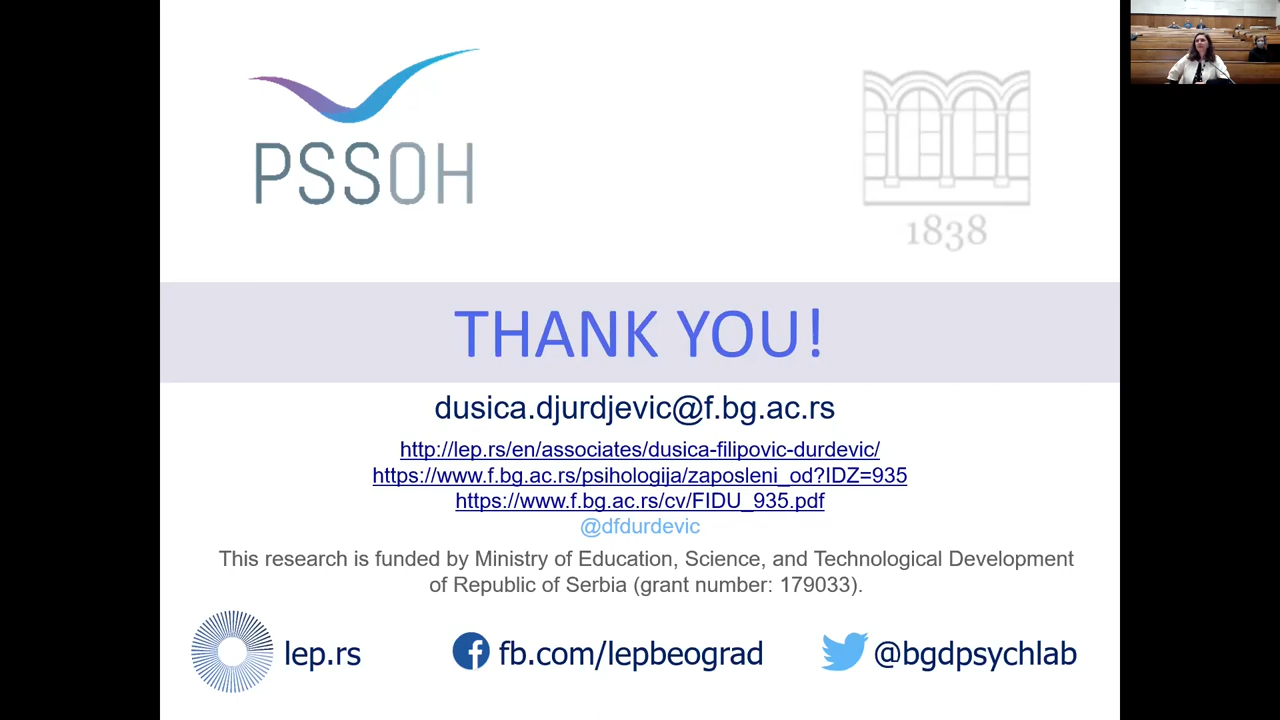 PSSOH
1838
THANK YOU!
dusica.djurdjevic@f.bg.ac.rs
http://lep.rs/en/associates/dusica-filipovic-durdevic/
https://www.f.bg.ac.rs/psihologija/zaposleni_od?IDZ=935
https://www.f.bg.ac.rs/cv/FIDU_935.pdf
@dfdurdevic
This research is funded by Ministry of Education, Science, and Technological Development
of Republic of Serbia (grant number: 179033).
lep.rs
fb.com/lepbeograd
@bgdpsychlab